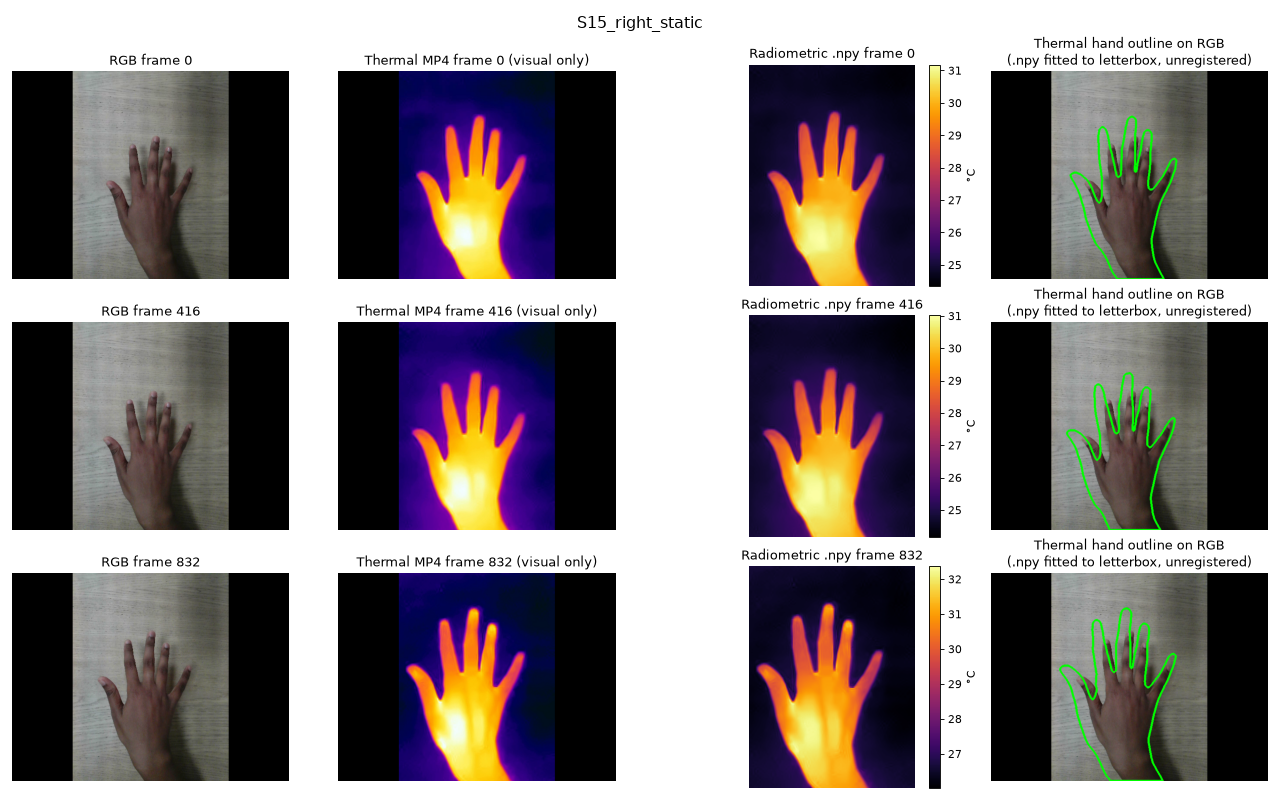 S15_right_static
RGB frame 0
Thermal MP4 frame 0 (visual only)
Radiometric .npy frame 0
31
30
29
28
27
26
25
°C
Thermal hand outline on RGB
(.npy fitted to letterbox, unregistered)
RGB frame 416
Thermal MP4 frame 416 (visual only)
Radiometric .npy frame 416
31
30
29
28
27
26
25
°C
Thermal hand outline on RGB
(.npy fitted to letterbox, unregistered)
RGB frame 832
Thermal MP4 frame 832 (visual only)
Radiometric .npy frame 832
32
31
30
29
28
27
°C
Thermal hand outline on RGB
(.npy fitted to letterbox, unregistered)